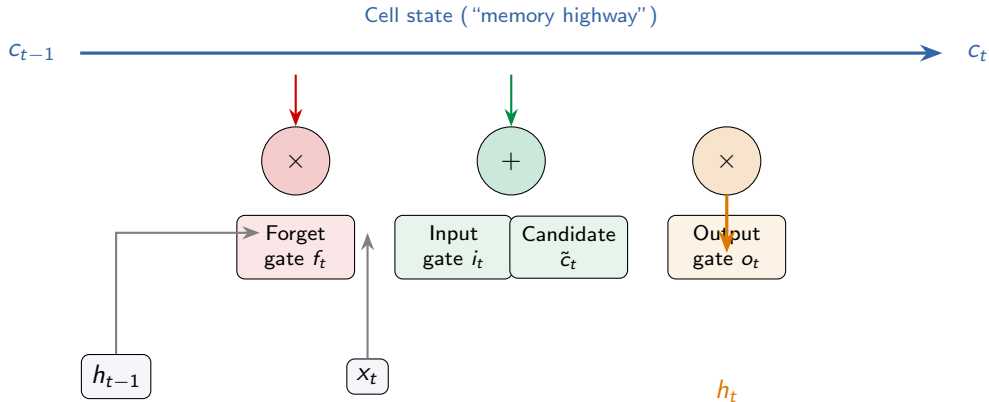 Cell state (“memory highway”)
c_{t−1}
c_t
×
+
×
Forget
gate f_t
Input
gate i_t
Candidate
c̃_t
Output
gate o_t
h_{t−1}
x_t
h_t